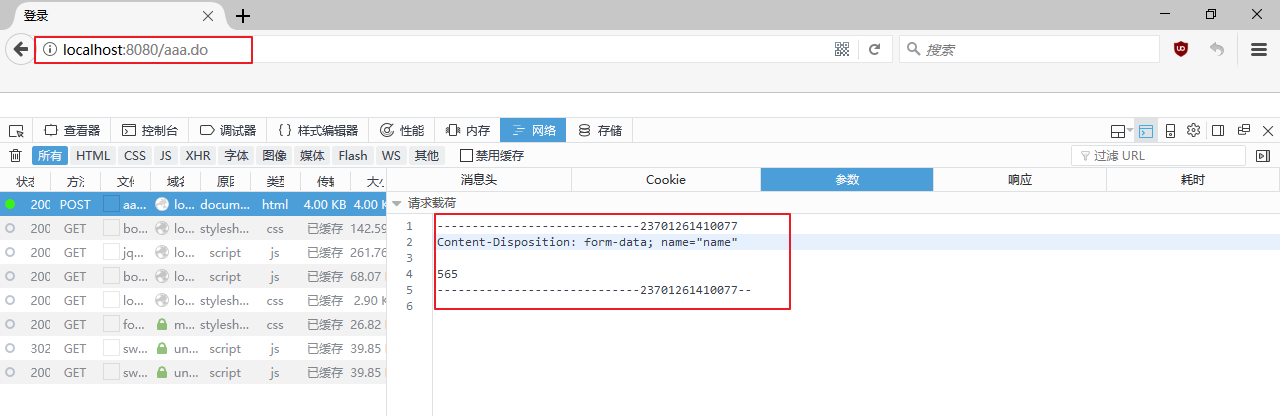 登录
localhost:8080/aaa.do
搜索
查看器 控制台 调试器 样式编辑器 性能 内存 网络 存储
所有 HTML CSS JS XHR 字体 图像 媒体 Flash WS 其他 禁用缓存 过滤 URL
方法 类型
消息头 Cookie 参数 响应 耗时
200 POST aa... lo... docum... html 4.00 KB 4.00 K
请求载荷
200 GET bo... lo... stylesh... css 已缓存 142.59
200 GET jq... lo... script js 已缓存 261.76
200 GET bo... lo... script js 已缓存 68.07
200 GET lo... lo... stylesh... css 已缓存 2.90 K
200 GET fo... m... stylesh... css 已缓存 26.82
302 GET sw... un... script js 已缓存 39.85
200 GET sw... un... script js 已缓存 39.85
1 -----------------------------23701261410077
2 Content-Disposition: form-data; name="name"
3
4 565
5 -----------------------------23701261410077--
6